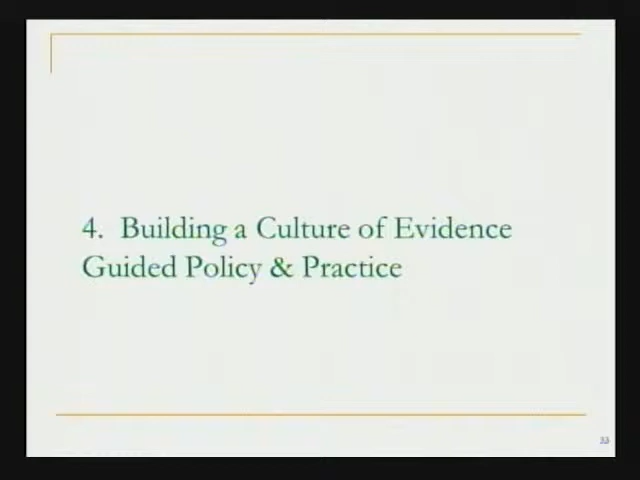 4. Building a Culture of Evidence
Guided Policy & Practice